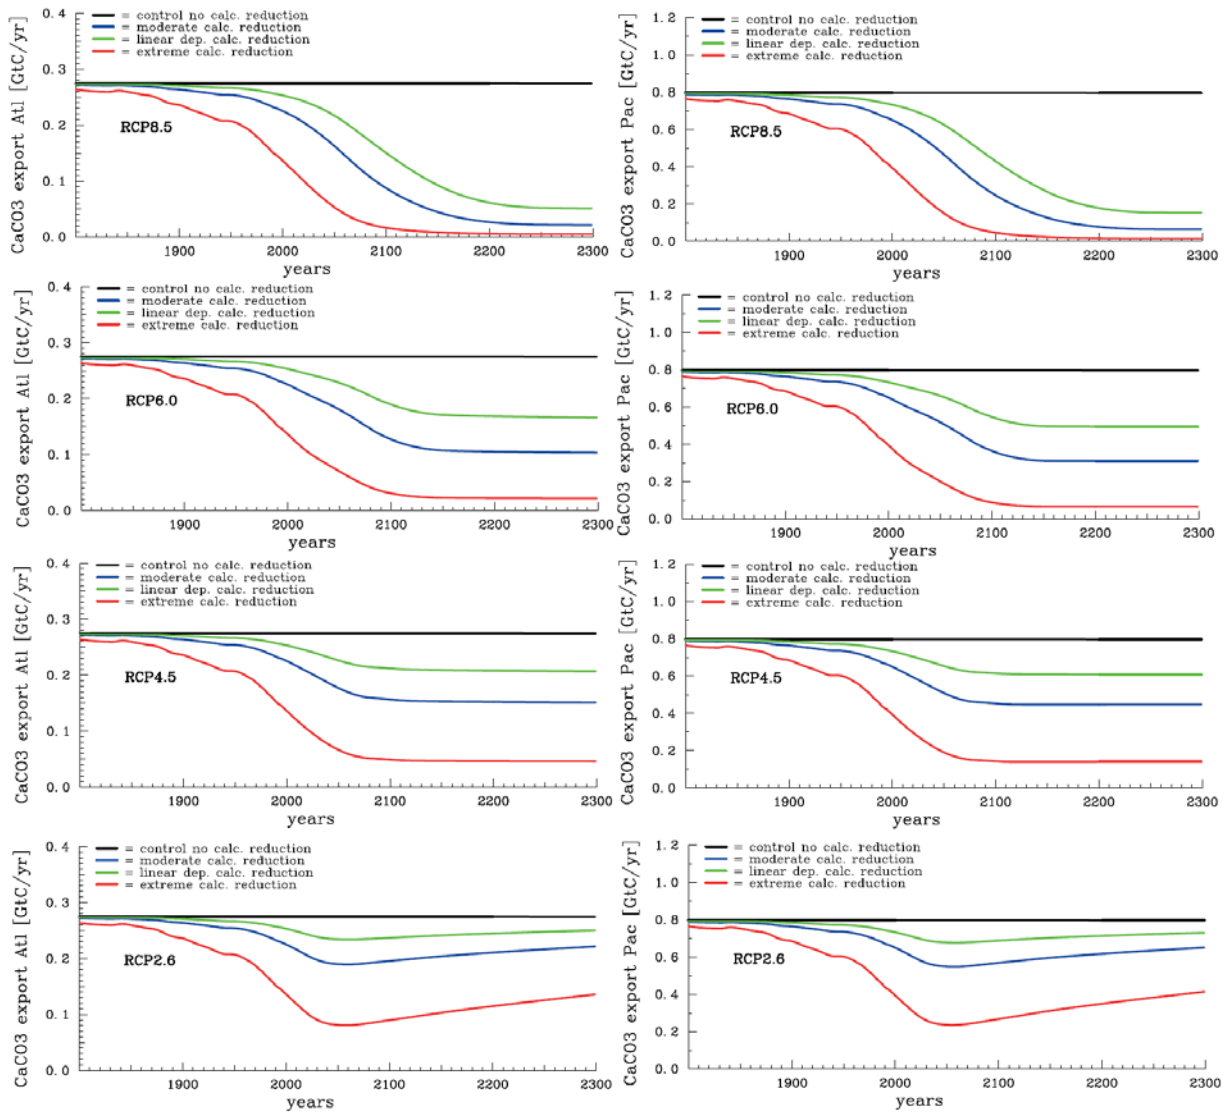 CaCO3 export Atl [GtC/yr]
0.4
0.3
0.2
0.1
0.0
= control no calc. reduction
= moderate calc. reduction
= linear dep. calc. reduction
= extreme calc. reduction
RCP8.5
1900
2000
2100
2200
2300
years
CaCO3 export Pac [GtC/yr]
1.2
1.0
0.8
0.6
0.4
0.2
0.0
= control no calc. reduction
= moderate calc. reduction
= linear dep. calc. reduction
= extreme calc. reduction
RCP8.5
1900
2000
2100
2200
2300
years
CaCO3 export Atl [GtC/yr]
0.4
0.3
0.2
0.1
0.0
= control no calc. reduction
= moderate calc. reduction
= linear dep. calc. reduction
= extreme calc. reduction
RCP6.0
1900
2000
2100
2200
2300
years
CaCO3 export Pac [GtC/yr]
1.2
1.0
0.8
0.6
0.4
0.2
0.0
= control no calc. reduction
= moderate calc. reduction
= linear dep. calc. reduction
= extreme calc. reduction
RCP6.0
1900
2000
2100
2200
2300
years
CaCO3 export Atl [GtC/yr]
0.4
0.3
0.2
0.1
0.0
= control no calc. reduction
= moderate calc. reduction
= linear dep. calc. reduction
= extreme calc. reduction
RCP4.5
1900
2000
2100
2200
2300
years
CaCO3 export Pac [GtC/yr]
1.2
1.0
0.8
0.6
0.4
0.2
0.0
= control no calc. reduction
= moderate calc. reduction
= linear dep. calc. reduction
= extreme calc. reduction
RCP4.5
1900
2000
2100
2200
2300
years
CaCO3 export Atl [GtC/yr]
0.4
0.3
0.2
0.1
0.0
= control no calc. reduction
= moderate calc. reduction
= linear dep. calc. reduction
= extreme calc. reduction
RCP2.6
1900
2000
2100
2200
2300
years
CaCO3 export Pac [GtC/yr]
1.2
1.0
0.8
0.6
0.4
0.2
0.0
= control no calc. reduction
= moderate calc. reduction
= linear dep. calc. reduction
= extreme calc. reduction
RCP2.6
1900
2000
2100
2200
2300
years